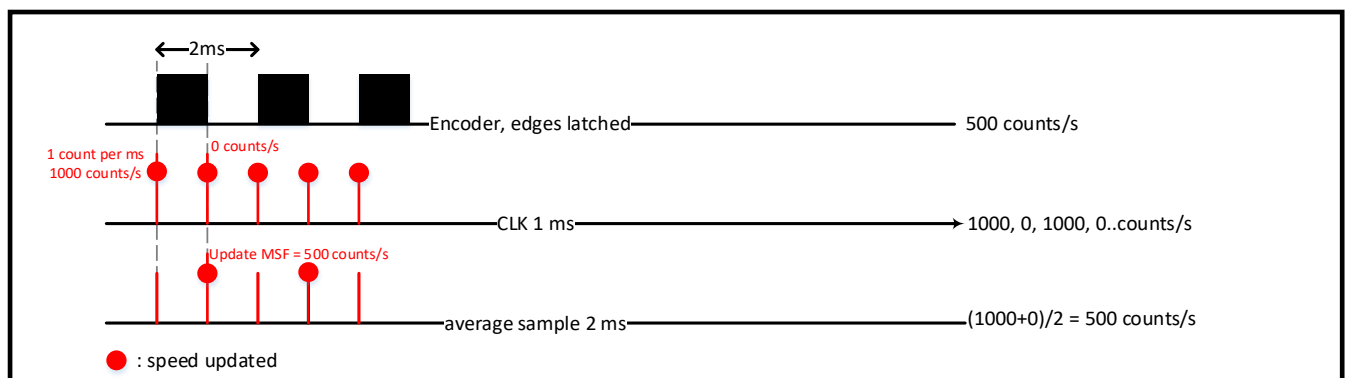 2ms
Encoder, edges latched
500 counts/s
1 count per ms
1000 counts/s
0 counts/s
CLK 1 ms
1000, 0, 1000, 0..counts/s
Update MSF = 500 counts/s
average sample 2 ms
(1000+0)/2 = 500 counts/s
: speed updated